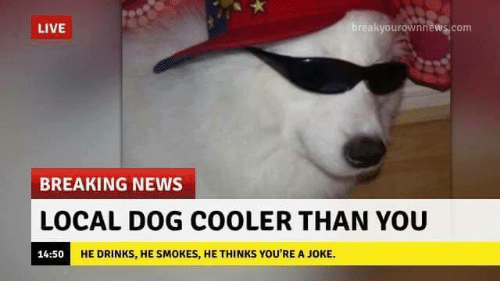 LIVE
breakyourownnews.com
BREAKING NEWS
LOCAL DOG COOLER THAN YOU
14:50 HE DRINKS, HE SMOKES, HE THINKS YOU'RE A JOKE.